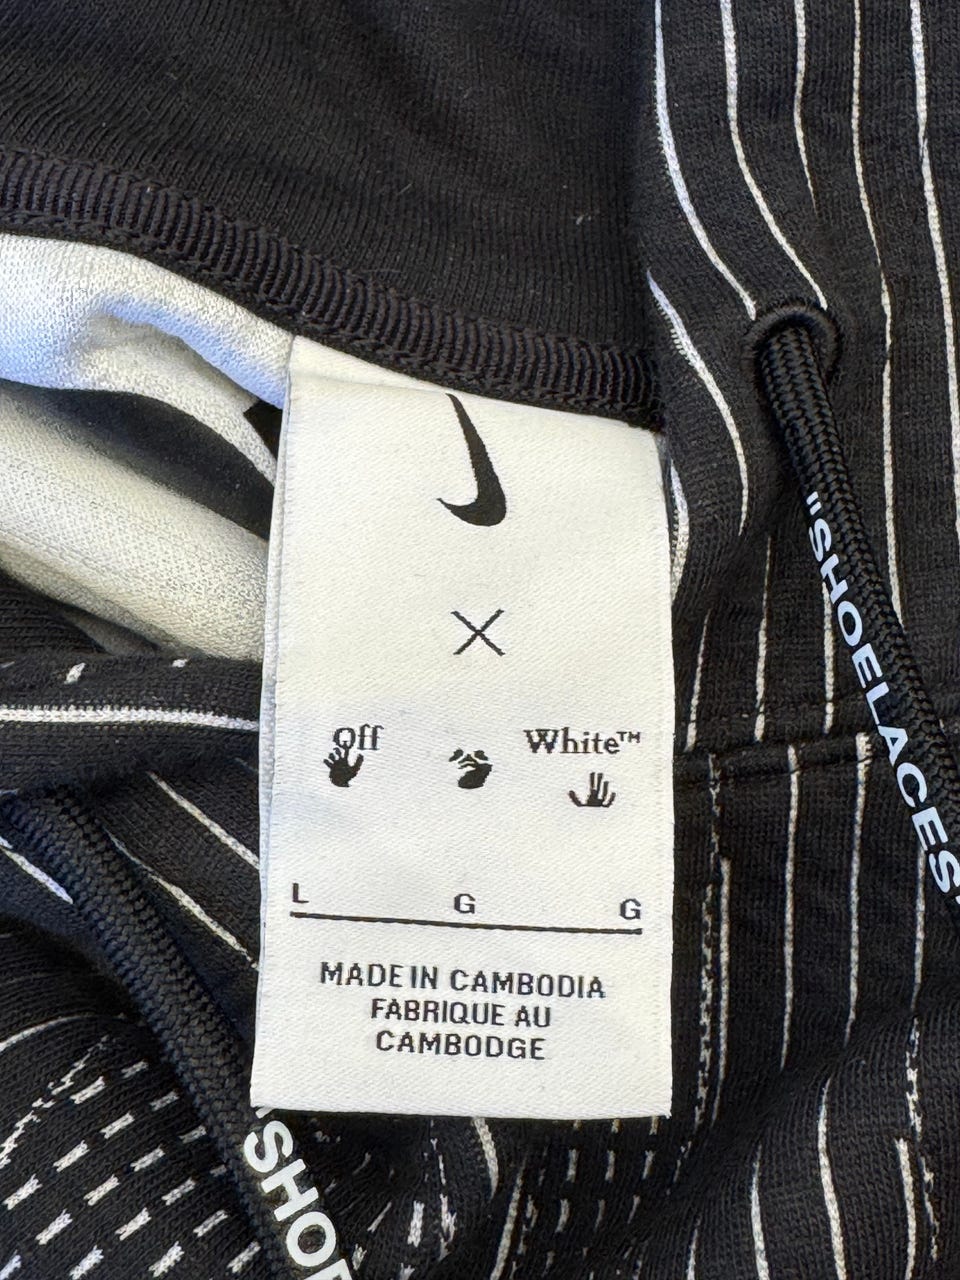 Off White™
L G G
MADE IN CAMBODIA
FABRIQUE AU
CAMBODGE
"SHOELACES"
"SHOE